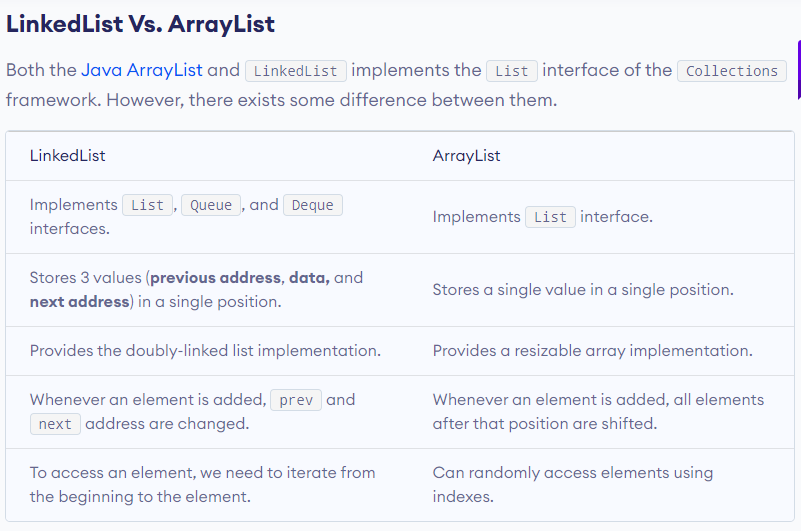 LinkedList Vs. ArrayList
Both the Java ArrayList and LinkedList implements the List interface of the Collections
framework. However, there exists some difference between them.
LinkedList
ArrayList
Implements List, Queue, and Deque
interfaces.
Implements List interface.
Stores 3 values (previous address, data, and
next address) in a single position.
Stores a single value in a single position.
Provides the doubly-linked list implementation.
Provides a resizable array implementation.
Whenever an element is added, prev and
next address are changed.
Whenever an element is added, all elements
after that position are shifted.
To access an element, we need to iterate from
the beginning to the element.
Can randomly access elements using
indexes.